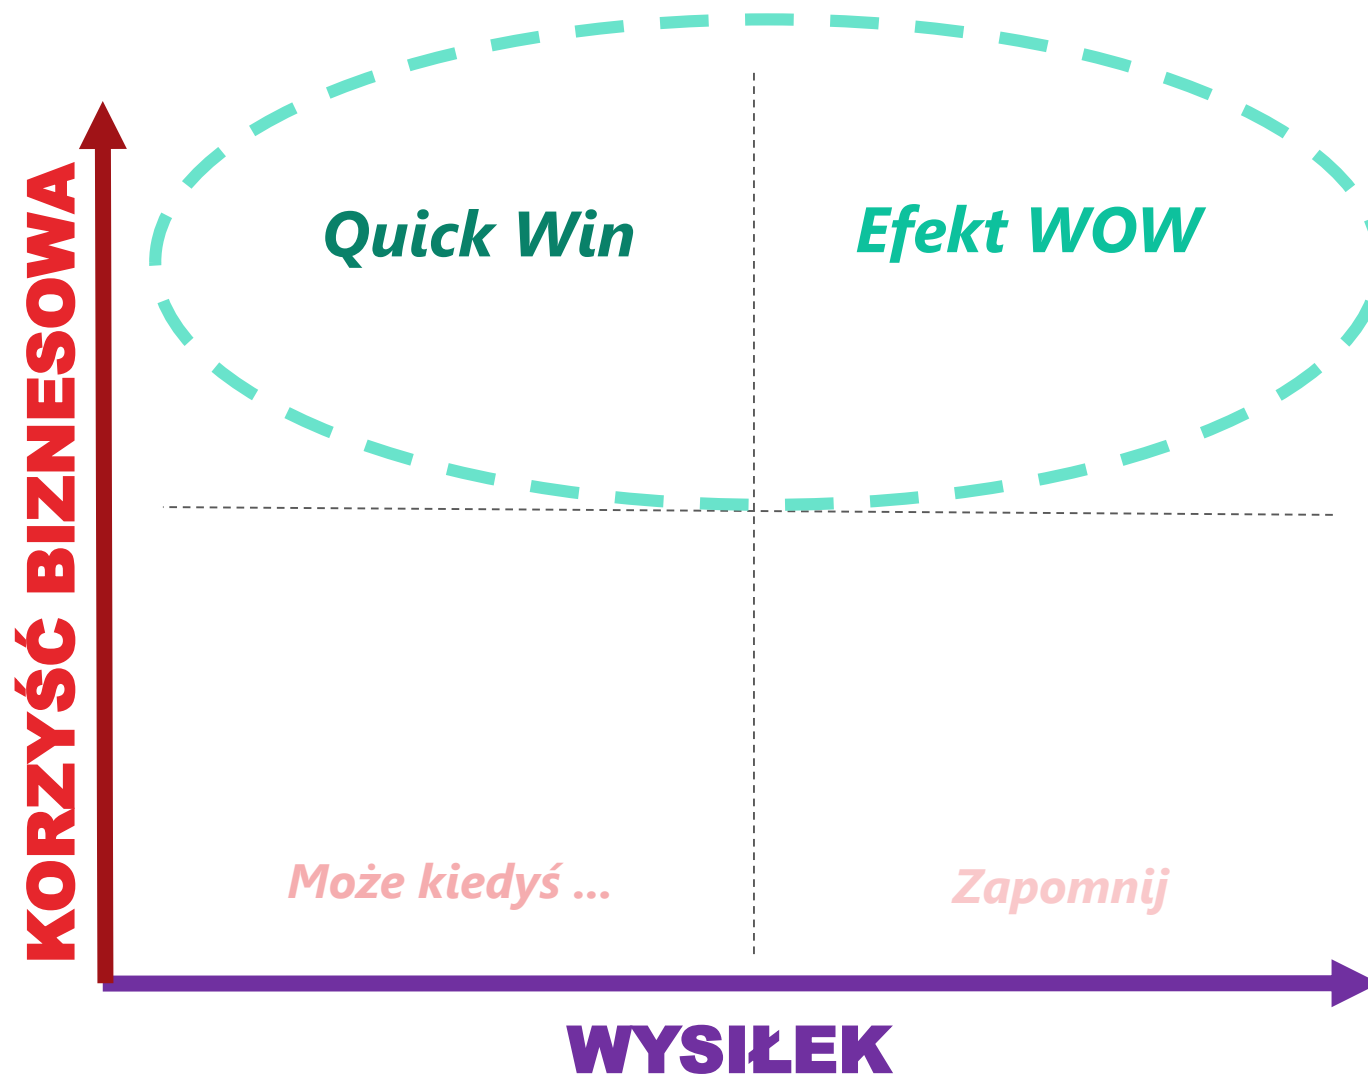 KORZYŚĆ BIZNESOWA
Quick Win
Efekt WOW
Może kiedyś ...
Zapomnij
WYSIŁEK